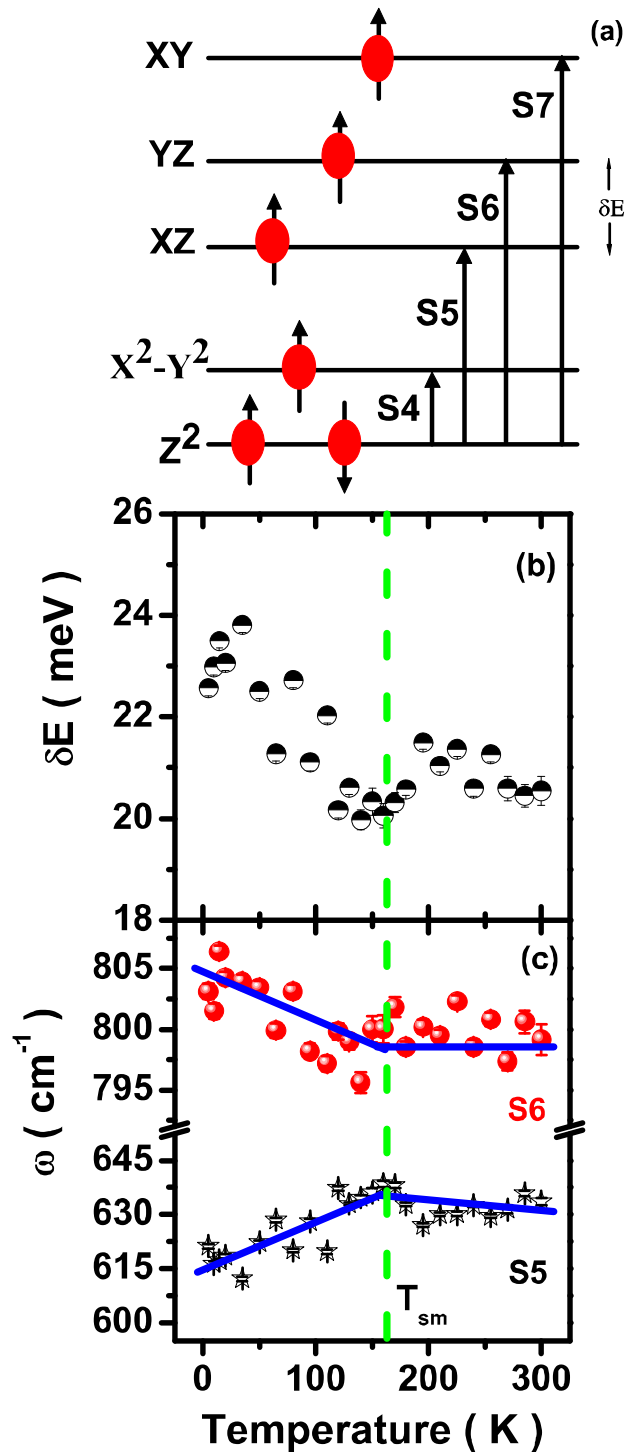 (a)
XY
S7
YZ
S6
δE
XZ
S5
X²-Y²
S4
Z²
26
(b)
24
22
20
18
δE ( meV )
(c)
805
800
795
S6
ω ( cm⁻¹ )
645
630
615
600
S5
Tsm
0 100 200 300
Temperature ( K )